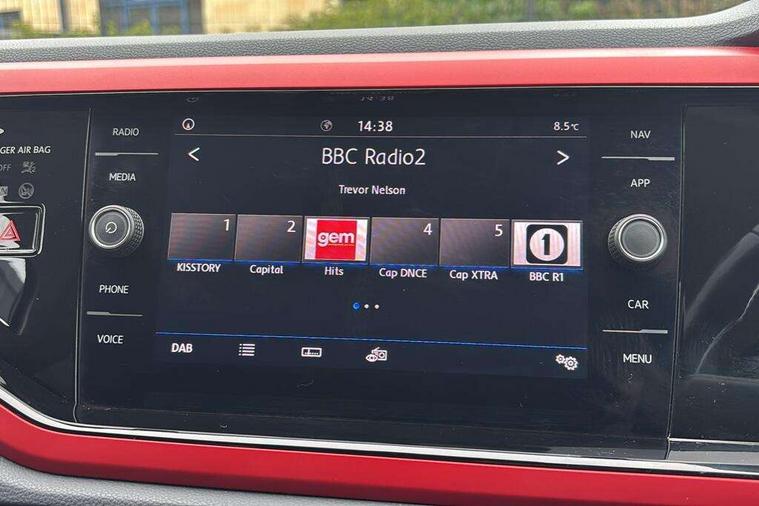 RADIO
14:38
8.5°C
NAV
GER AIR BAG
OFF
BBC Radio2
MEDIA
APP
Trevor Nelson
1
2
gem
4
5
1
KISSTORY
Capital
Hits
Cap DNCE
Cap XTRA
BBC R1
PHONE
CAR
VOICE
DAB
MENU